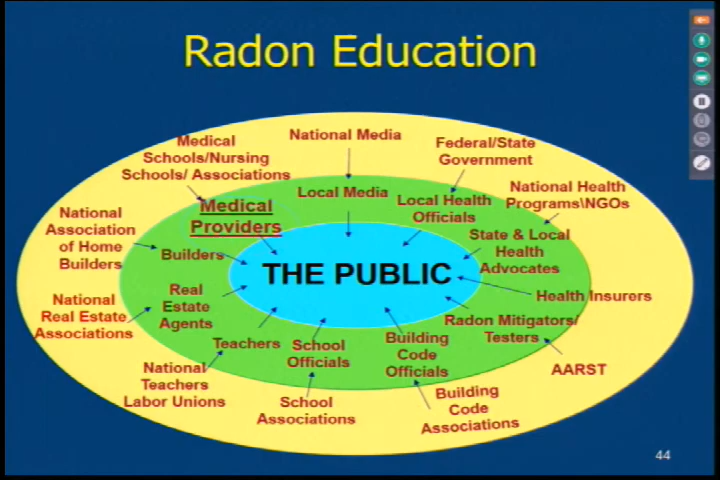 Radon Education
National Media
Medical
Schools/Nursing
Schools/ Associations
Federal/State
Government
National Health
Programs\NGOs
Local Media
Medical
Providers
Local Health
Officials
National
Association
of Home
Builders
Builders
State & Local
Health
Advocates
THE PUBLIC
Health Insurers
National
Real Estate
Associations
Real
Estate
Agents
Radon Mitigators/
Testers
Teachers
School
Officials
Building
Code
Officials
AARST
National
Teachers
Labor Unions
School
Associations
Building
Code
Associations
44